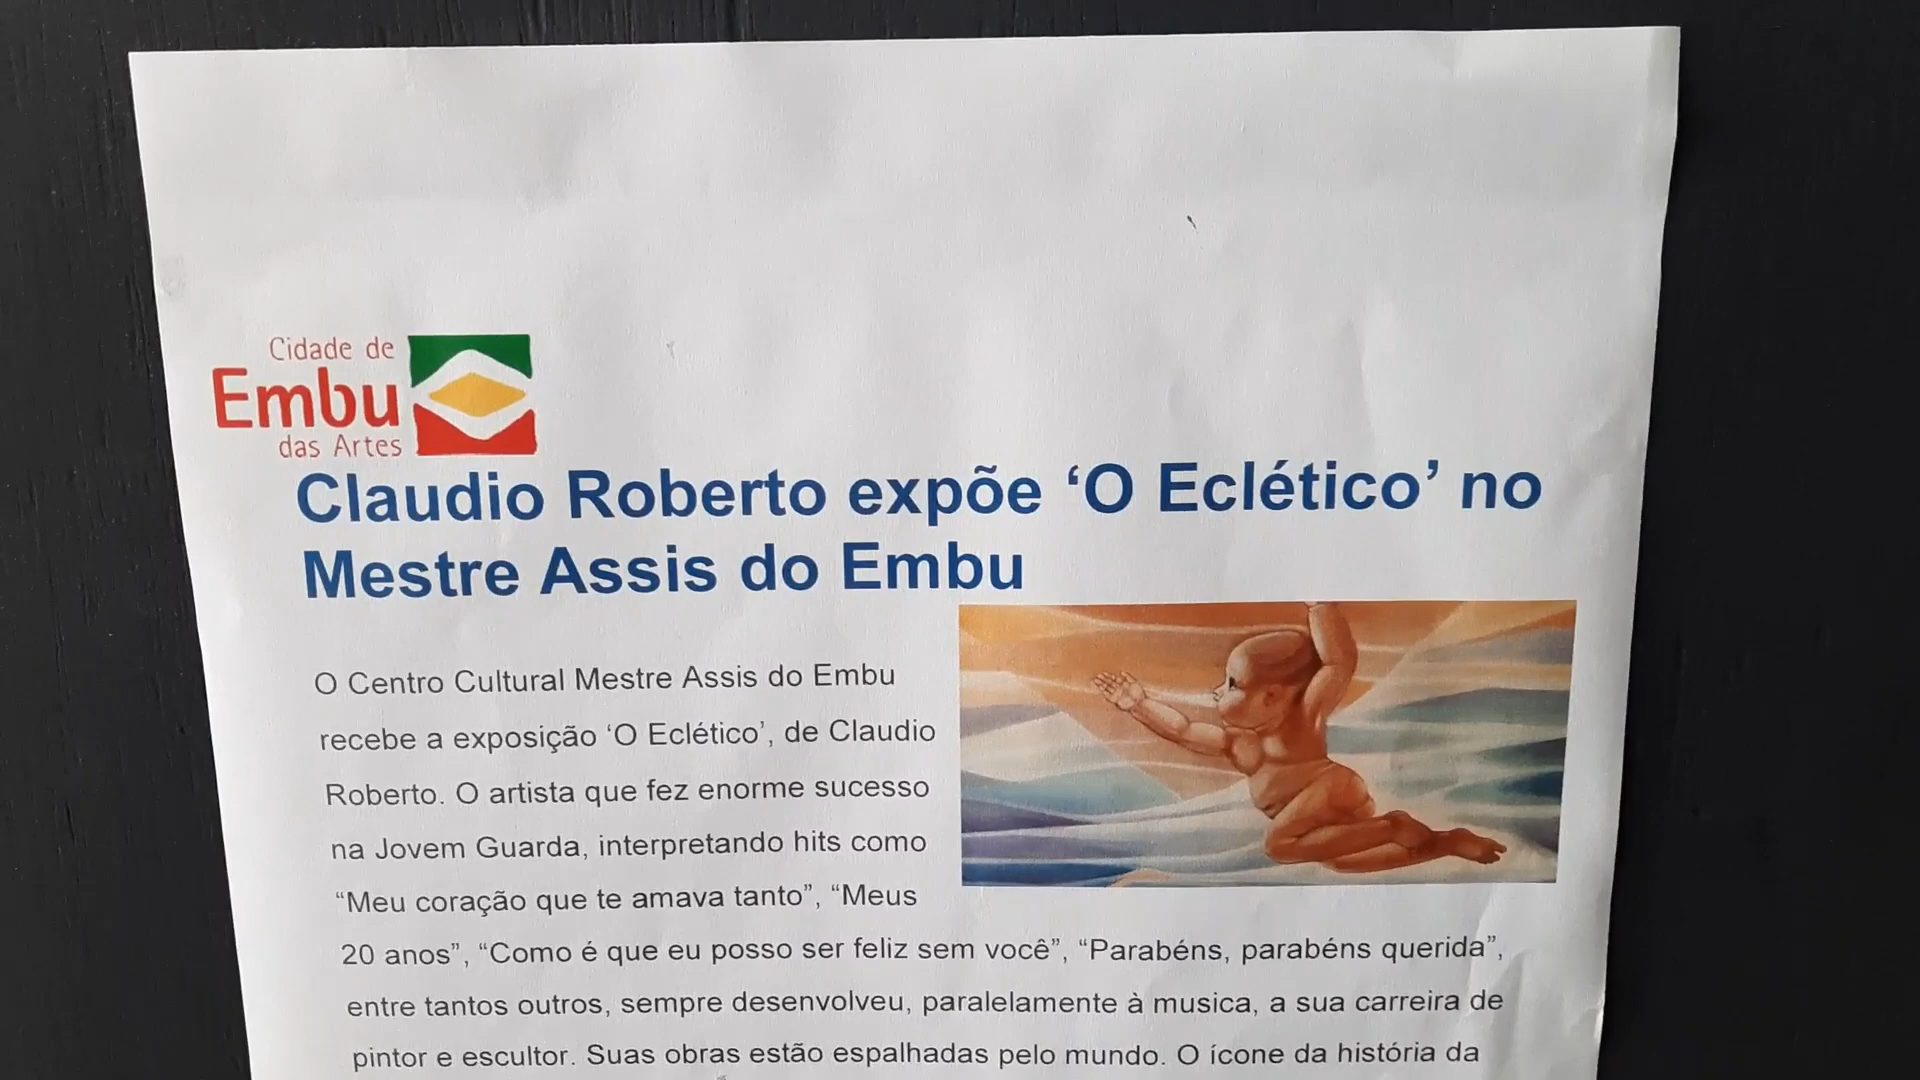 Cidade de
Embu
das Artes
Claudio Roberto expõe ‘O Eclético’ no
Mestre Assis do Embu
O Centro Cultural Mestre Assis do Embu
recebe a exposição ‘O Eclético’, de Claudio
Roberto. O artista que fez enorme sucesso
na Jovem Guarda, interpretando hits como
“Meu coração que te amava tanto”, “Meus
20 anos”, “Como é que eu posso ser feliz sem você”, “Parabéns, parabéns querida”,
entre tantos outros, sempre desenvolveu, paralelamente à musica, a sua carreira de
pintor e escultor. Suas obras estão espalhadas pelo mundo. O ícone da história da